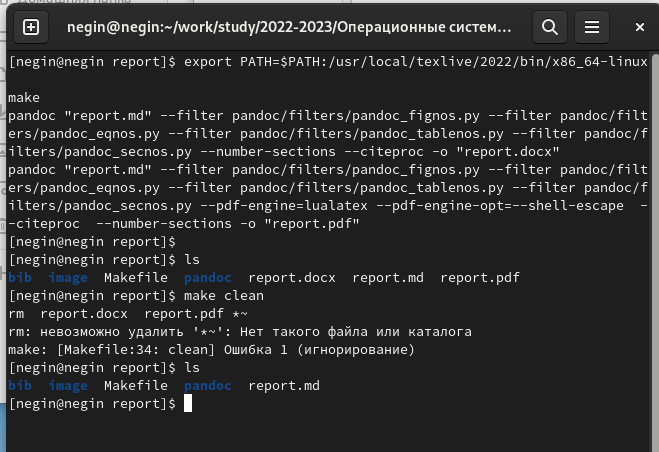 negin@negin:~/work/study/2022-2023/Операционные систем...
[negin@negin report]$ export PATH=$PATH:/usr/local/texlive/2022/bin/x86_64-linux
make
pandoc "report.md" --filter pandoc/filters/pandoc_fignos.py --filter pandoc/filt
ers/pandoc_eqnos.py --filter pandoc/filters/pandoc_tablenos.py --filter pandoc/f
ilters/pandoc_secnos.py --number-sections --citeproc -o "report.docx"
pandoc "report.md" --filter pandoc/filters/pandoc_fignos.py --filter pandoc/filt
ers/pandoc_eqnos.py --filter pandoc/filters/pandoc_tablenos.py --filter pandoc/f
ilters/pandoc_secnos.py --pdf-engine=lualatex --pdf-engine-opt=--shell-escape  -
-citeproc  --number-sections -o "report.pdf"
[negin@negin report]$
[negin@negin report]$ ls
bib  image  Makefile  pandoc  report.docx  report.md  report.pdf
[negin@negin report]$ make clean
rm  report.docx  report.pdf *~
rm: невозможно удалить '*~': Нет такого файла или каталога
make: [Makefile:34: clean] Ошибка 1 (игнорирование)
[negin@negin report]$ ls
bib  image  Makefile  pandoc  report.md
[negin@negin report]$